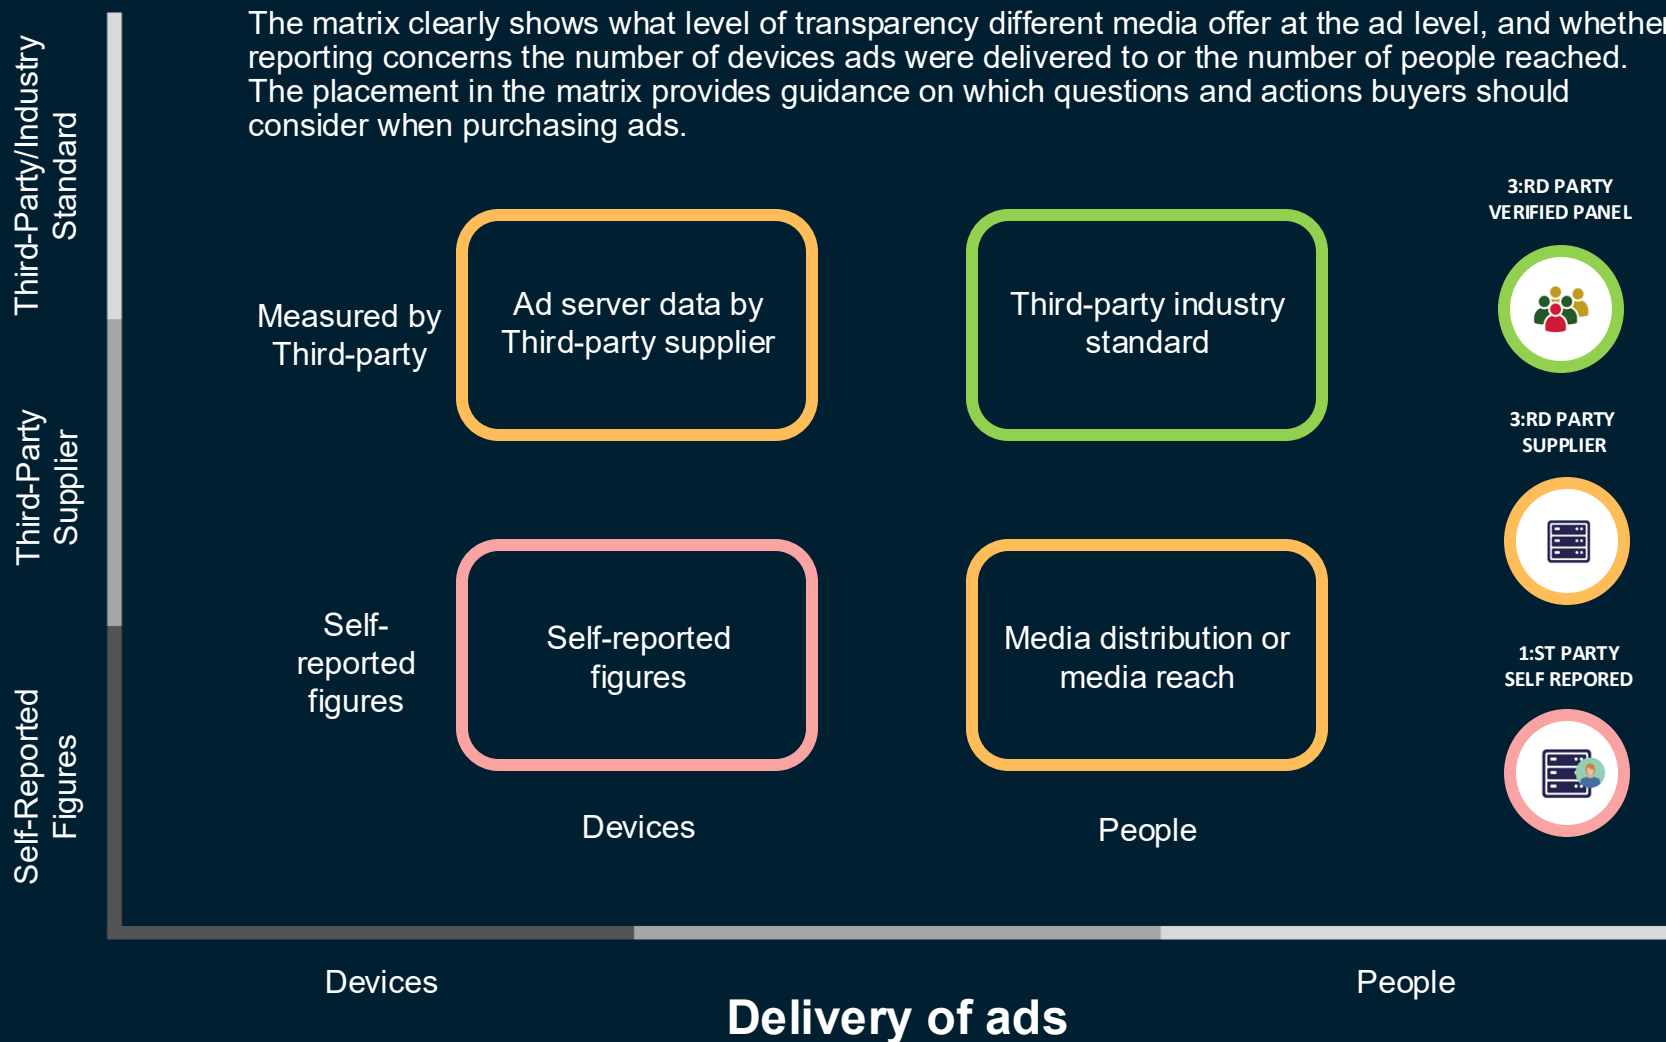 The matrix clearly shows what level of transparency different media offer at the ad level, and whether
reporting concerns the number of devices ads were delivered to or the number of people reached.
The placement in the matrix provides guidance on which questions and actions buyers should
consider when purchasing ads.
Third-Party/Industry
Standard
Third-Party
Supplier
Self-Reported
Figures
Measured by
Third-party
Ad server data by
Third-party supplier
Third-party industry
standard
3:RD PARTY
VERIFIED PANEL
3:RD PARTY
SUPPLIER
Self-
reported
figures
Self-reported
figures
Media distribution or
media reach
1:ST PARTY
SELF REPORED
Devices
People
Devices
People
Delivery of ads